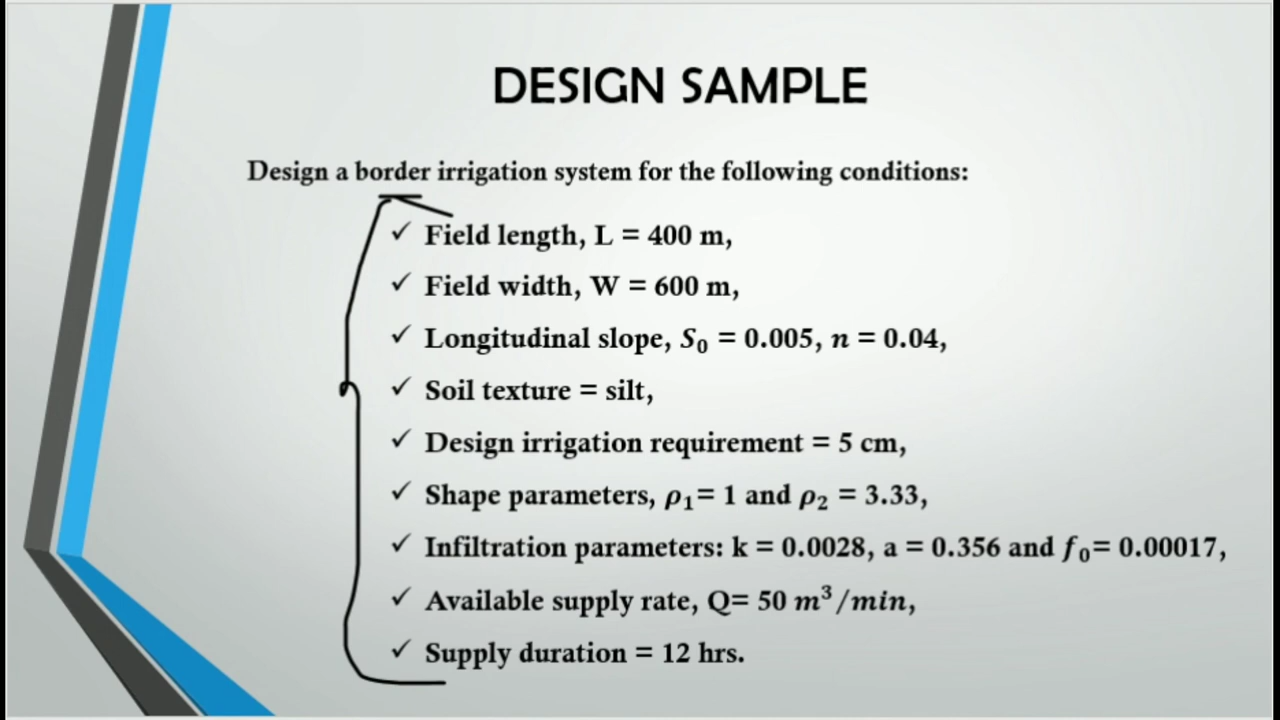 DESIGN SAMPLE
Design a border irrigation system for the following conditions:
✓ Field length, L = 400 m,
✓ Field width, W = 600 m,
✓ Longitudinal slope, S₀ = 0.005, n = 0.04,
✓ Soil texture = silt,
✓ Design irrigation requirement = 5 cm,
✓ Shape parameters, ρ₁= 1 and ρ₂ = 3.33,
✓ Infiltration parameters: k = 0.0028, a = 0.356 and f₀= 0.00017,
✓ Available supply rate, Q= 50 m³/min,
✓ Supply duration = 12 hrs.